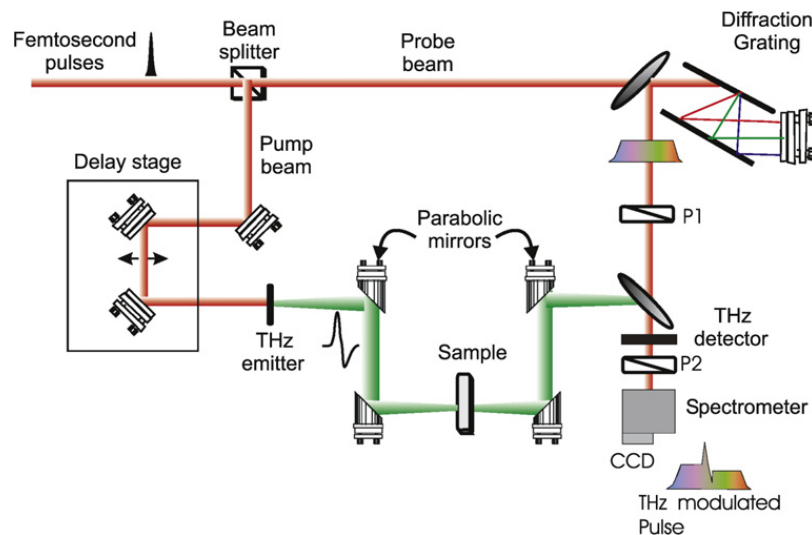 Femtosecond
pulses
Beam
splitter
Probe
beam
Diffraction
Grating
Pump
beam
Delay stage
P1
Parabolic
mirrors
THz
emitter
Sample
THz
detector
P2
Spectrometer
CCD
THz modulated
Pulse